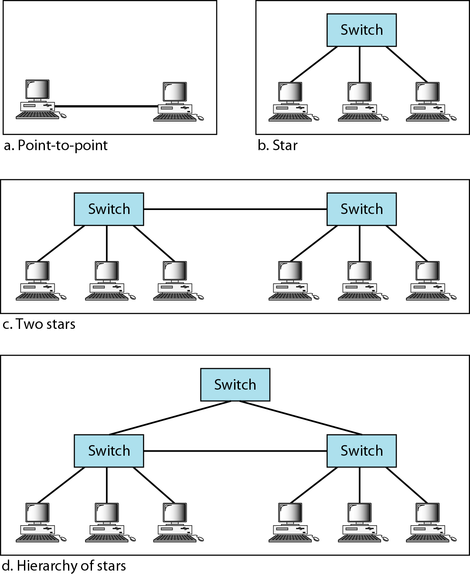 Switch
a. Point-to-point
b. Star
Switch
Switch
c. Two stars
Switch
Switch
Switch
d. Hierarchy of stars